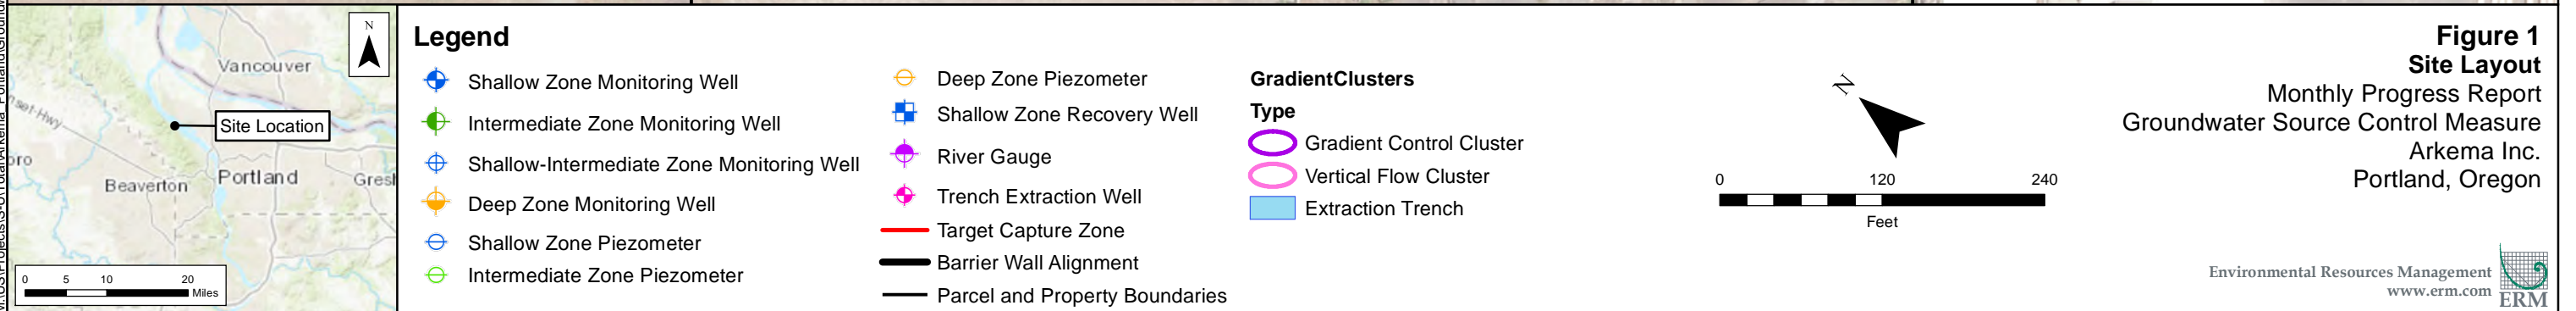 N
Vancouver
Site Location
Portland
Beaverton
0 5 10 20
Miles
Legend
Shallow Zone Monitoring Well
Intermediate Zone Monitoring Well
Shallow-Intermediate Zone Monitoring Well
Deep Zone Monitoring Well
Shallow Zone Piezometer
Intermediate Zone Piezometer
Deep Zone Piezometer
Shallow Zone Recovery Well
River Gauge
Trench Extraction Well
Target Capture Zone
Barrier Wall Alignment
Parcel and Property Boundaries
GradientClusters
Type
Gradient Control Cluster
Vertical Flow Cluster
Extraction Trench
N
0 120 240
Feet
Figure 1
Site Layout
Monthly Progress Report
Groundwater Source Control Measure
Arkema Inc.
Portland, Oregon
Environmental Resources Management
www.erm.com
ERM